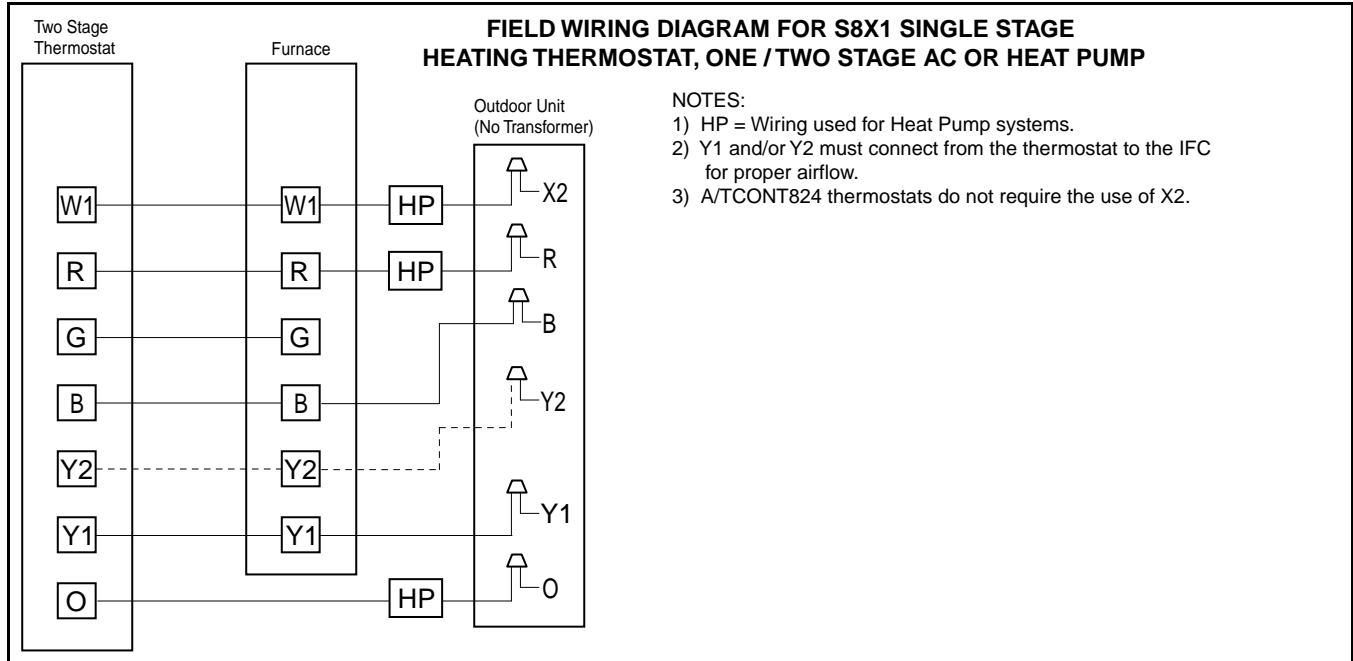 FIELD WIRING DIAGRAM FOR S8X1 SINGLE STAGE
HEATING THERMOSTAT, ONE / TWO STAGE AC OR HEAT PUMP
Two Stage
Thermostat
Furnace
Outdoor Unit
(No Transformer)
NOTES:
1) HP = Wiring used for Heat Pump systems.
2) Y1 and/or Y2 must connect from the thermostat to the IFC
for proper airflow.
3) A/TCONT824 thermostats do not require the use of X2.
W1 W1 HP X2
R R HP R
G G
B B B
Y2 Y2 Y2
Y1 Y1 Y1
O HP O